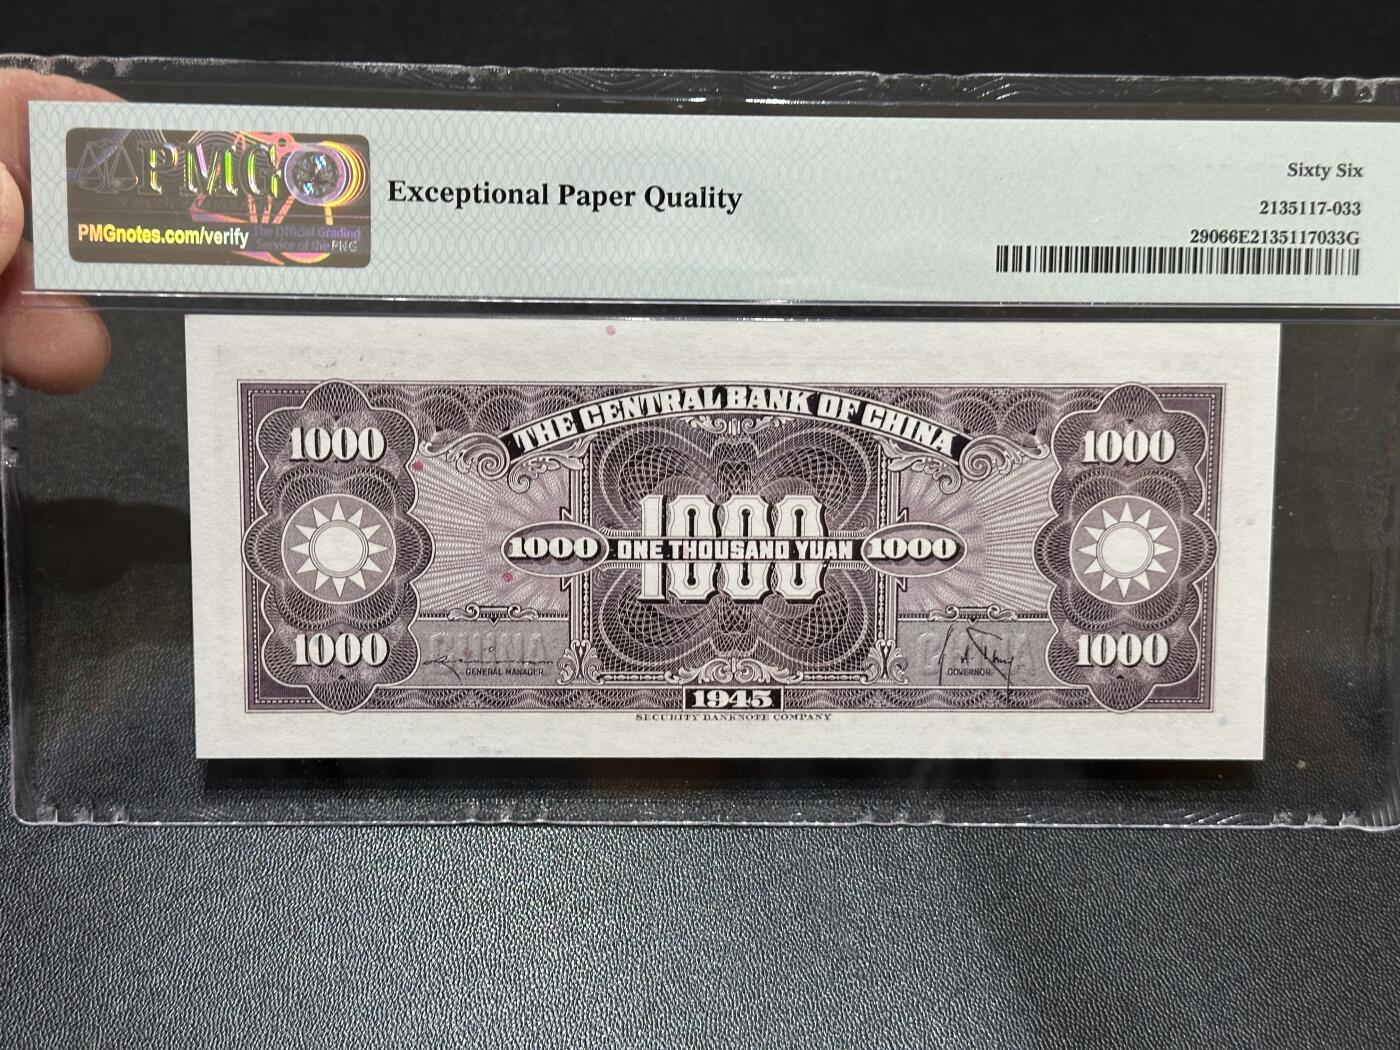 PMG
PMGnotes.com/verify
The Official Grading
Service of the PNG
Exceptional Paper Quality
Sixty Six
2135117-033
29066E2135117033G
THE CENTRAL BANK OF CHINA
1000
1000
1000
1000 ONE THOUSAND YUAN 1000
CHINA
CHINA
GENERAL MANAGER
GOVERNOR
1000
1000
1945
SECURITY BANKNOTE COMPANY